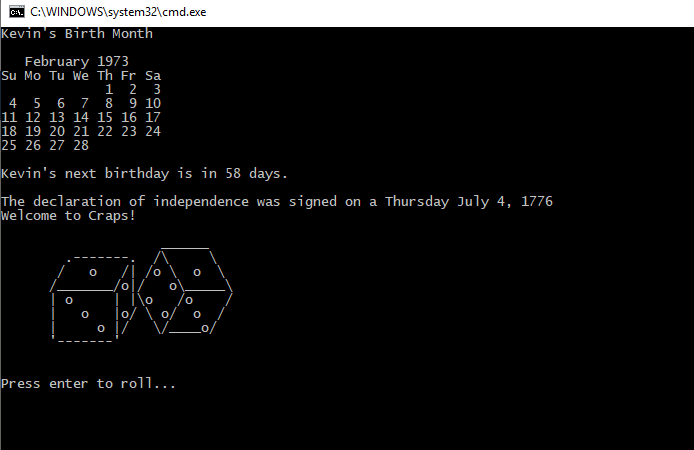 C:\WINDOWS\system32\cmd.exe
Kevin's Birth Month
   February 1973
Su Mo Tu We Th Fr Sa
             1  2  3
 4  5  6  7  8  9 10
11 12 13 14 15 16 17
18 19 20 21 22 23 24
25 26 27 28
Kevin's next birthday is in 58 days.
The declaration of independence was signed on a Thursday July 4, 1776
Welcome to Craps!
Press enter to roll...